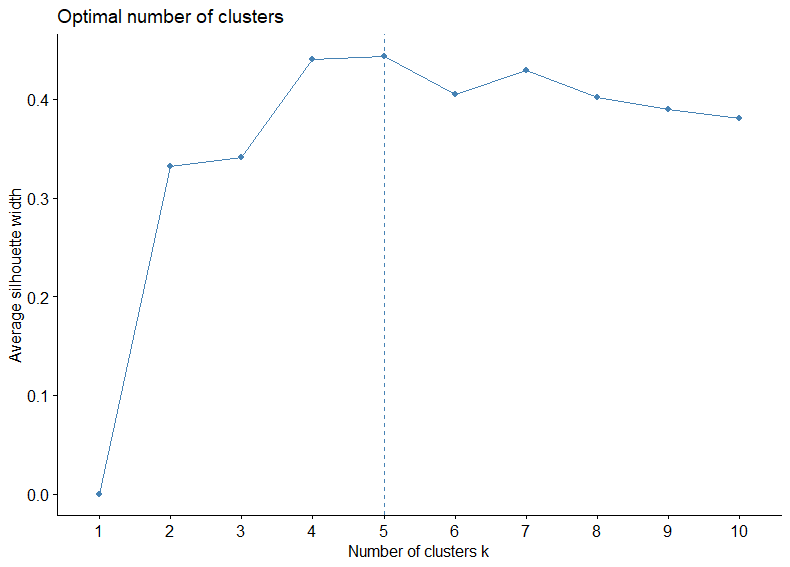 Optimal number of clusters
Average silhouette width
0.4
0.3
0.2
0.1
0.0
1 2 3 4 5 6 7 8 9 10
Number of clusters k